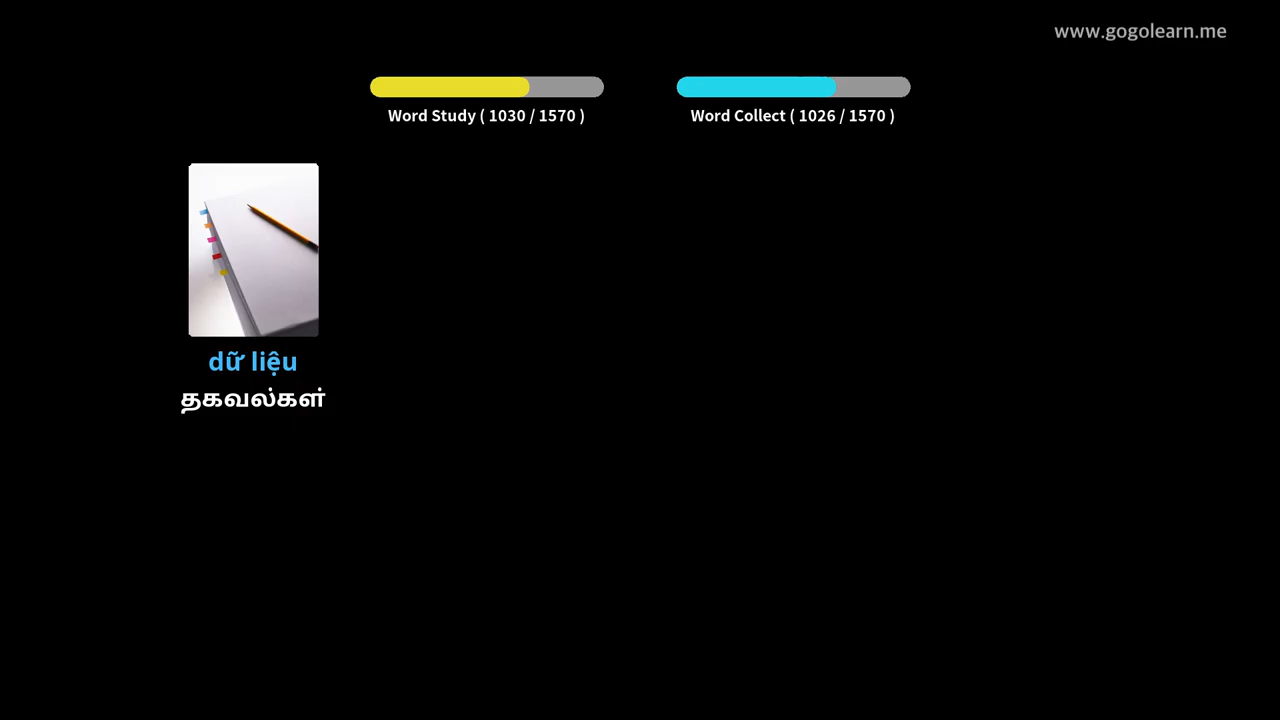 www.gogolearn.me
Word Study ( 1030 / 1570 )
Word Collect ( 1026 / 1570 )
dữ liệu
தகவல்கள்